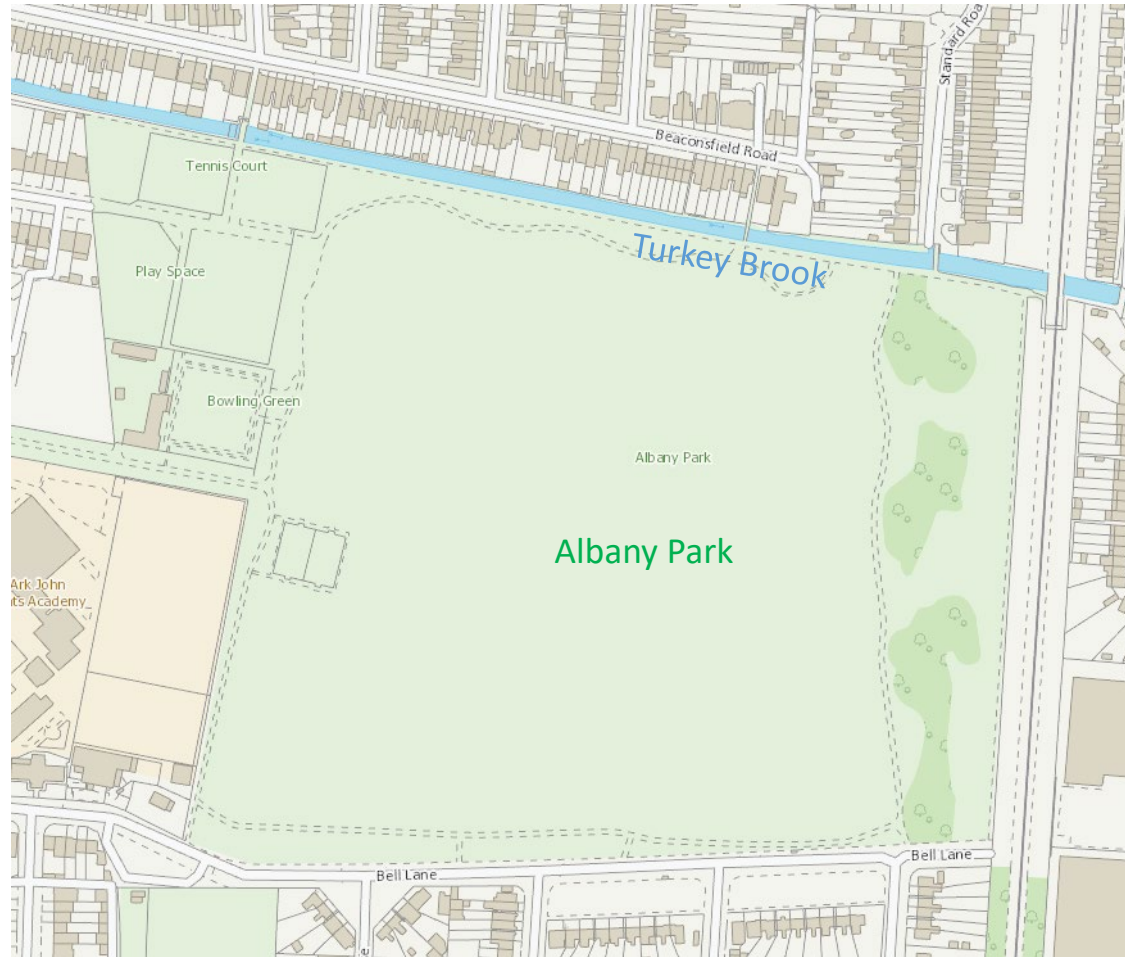 Standard Roa
Beaconsfield Road
Tennis Court
Turkey Brook
Play Space
Bowling Green
Albany Park
Albany Park
Ark John
ts Academy
Bell Lane
Bell Lane